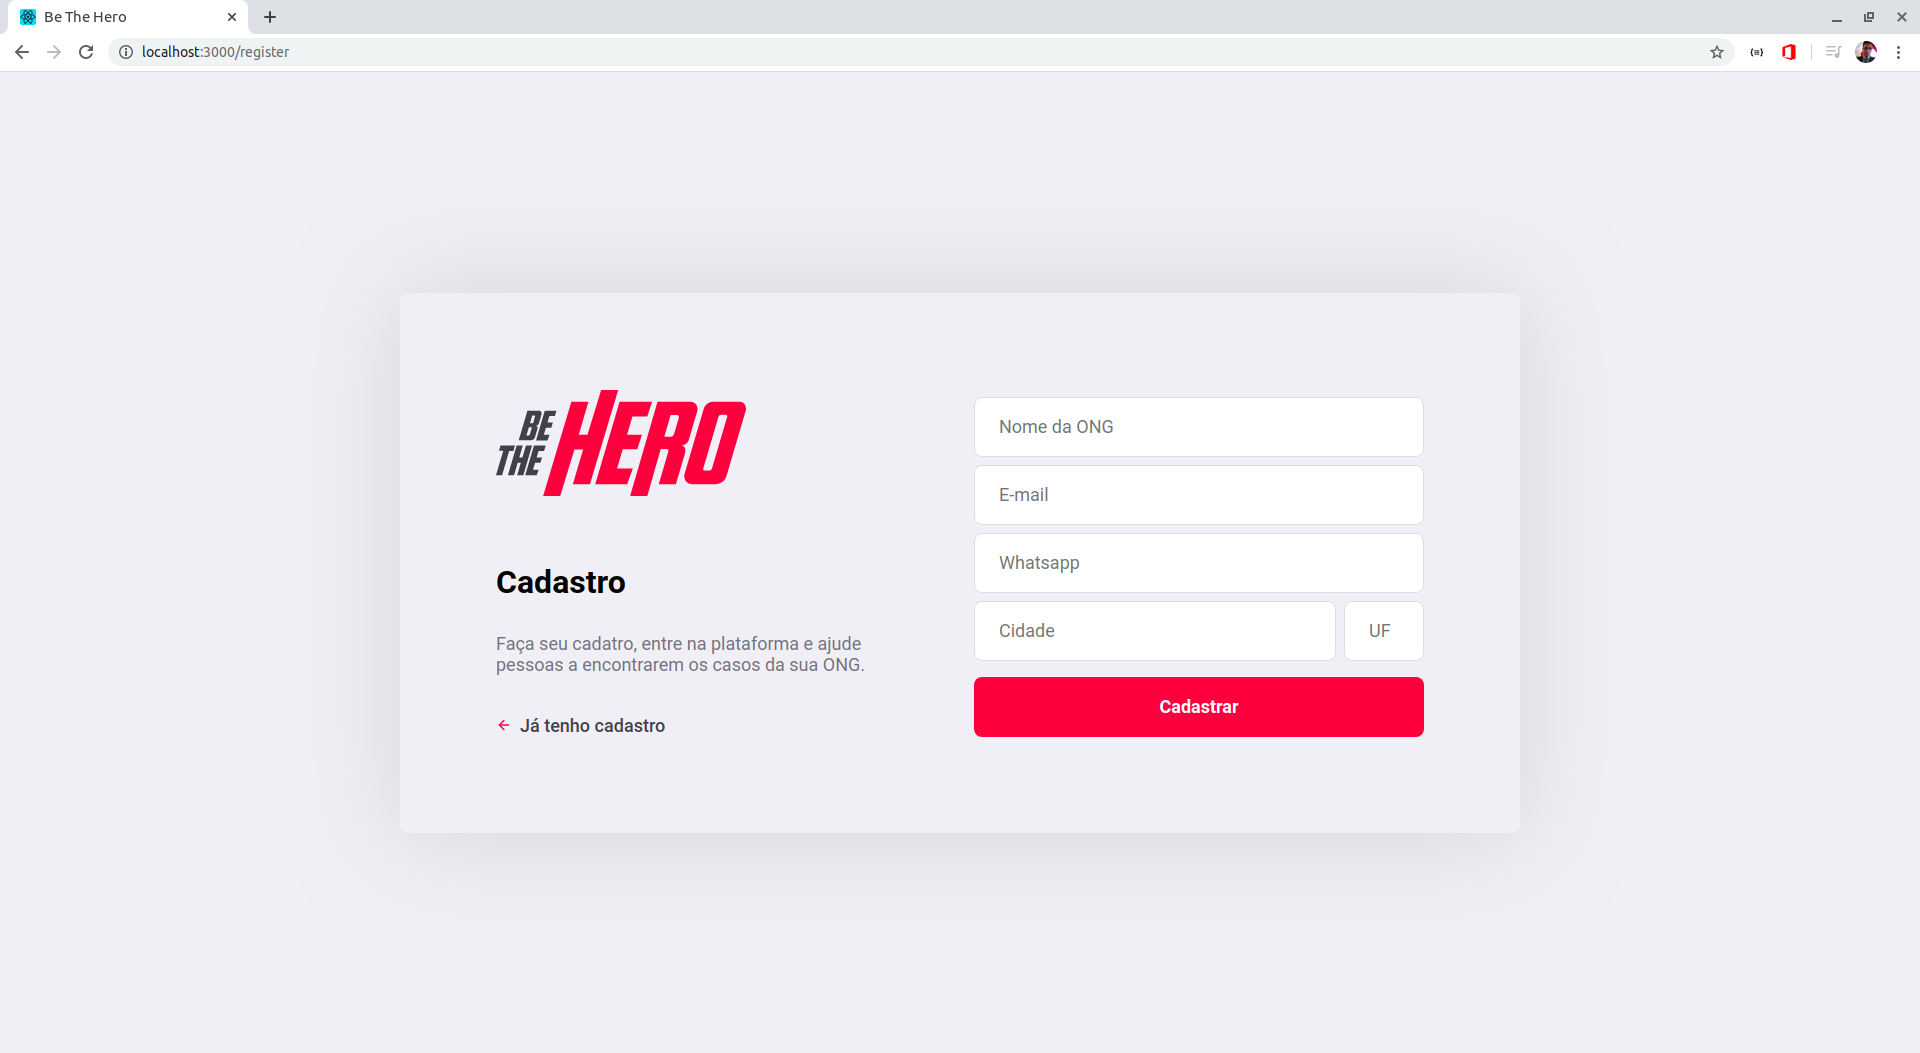 Be The Hero
localhost:3000/register
BE
THE
HERO
Cadastro
Faça seu cadatro, entre na plataforma e ajude
pessoas a encontrarem os casos da sua ONG.
Já tenho cadastro
Nome da ONG
E-mail
Whatsapp
Cidade
UF
Cadastrar